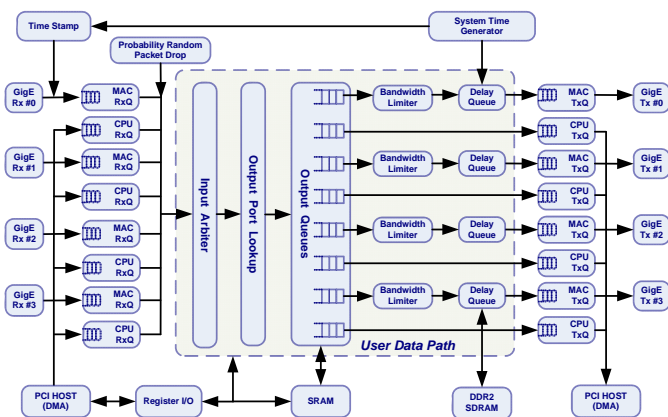 Time Stamp
System Time
Generator
Probability Random
Packet Drop
GigE
Rx #0
MAC
RxQ
CPU
RxQ
GigE
Rx #1
MAC
RxQ
CPU
RxQ
GigE
Rx #2
MAC
RxQ
CPU
RxQ
GigE
Rx #3
MAC
RxQ
CPU
RxQ
Input Arbiter
Output Port Lookup
Output Queues
Bandwidth
Limiter
Delay
Queue
Bandwidth
Limiter
Delay
Queue
Bandwidth
Limiter
Delay
Queue
Bandwidth
Limiter
Delay
Queue
User Data Path
MAC
TxQ
GigE
Tx #0
CPU
TxQ
MAC
TxQ
GigE
Tx #1
CPU
TxQ
MAC
TxQ
GigE
Tx #2
CPU
TxQ
MAC
TxQ
GigE
Tx #3
CPU
TxQ
PCI HOST
(DMA)
Register I/O
SRAM
DDR2
SDRAM
PCI HOST
(DMA)